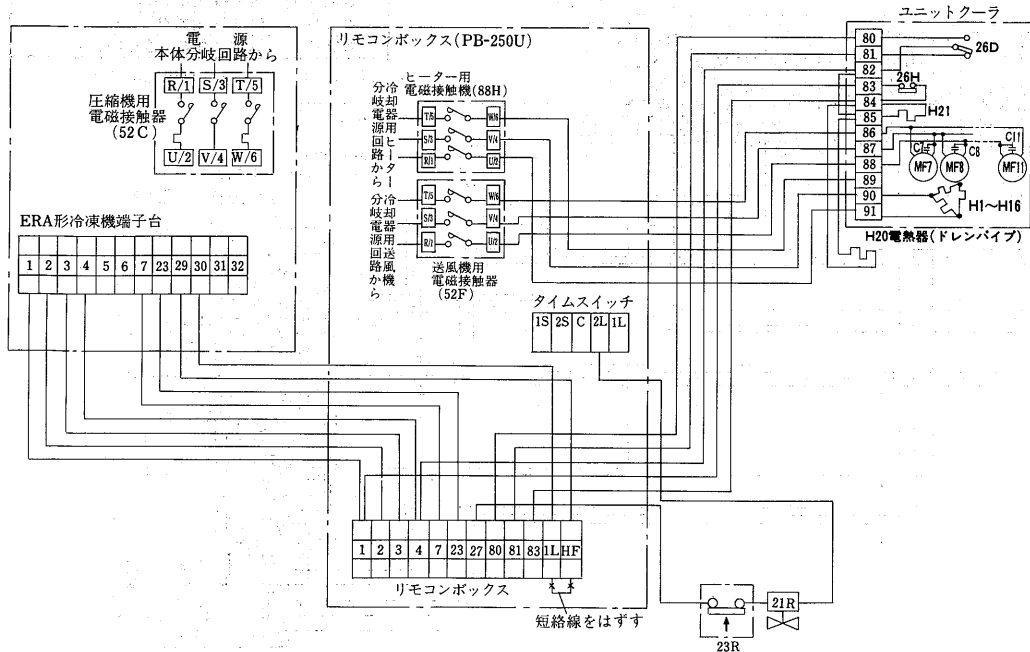 電 源
本体分岐回路から
R/1 S/3 T/5
圧縮機用
電磁接触器
(52C)
U/2 V/4 W/6
ERA形冷凍機端子台
1 2 3 4 5 6 7 23 29 30 31 32
リモコンボックス(PB-250U)
ヒーター用
電磁接触機(88H)
冷却器用ヒーター
分岐電源回路から
T/5 W/6
S/3 V/4
R/1 U/2
冷却器用送風機
分岐電源回路から
T/5 W/6
S/3 V/4
R/1 U/2
送風機用
電磁接触器
(52F)
タイムスイッチ
1S 2S C 2L 1L
1 2 3 4 7 23 27 80 81 83 1L HF
リモコンボックス
短絡線をはずす
ユニットクーラ
80
81
82
83
84
85
86
87
88
89
90
91
26D
26H
H21
C7 C8 C11
MF7 MF8 MF11
H1〜H16
H20電熱器(ドレンパイプ)
21R
23R